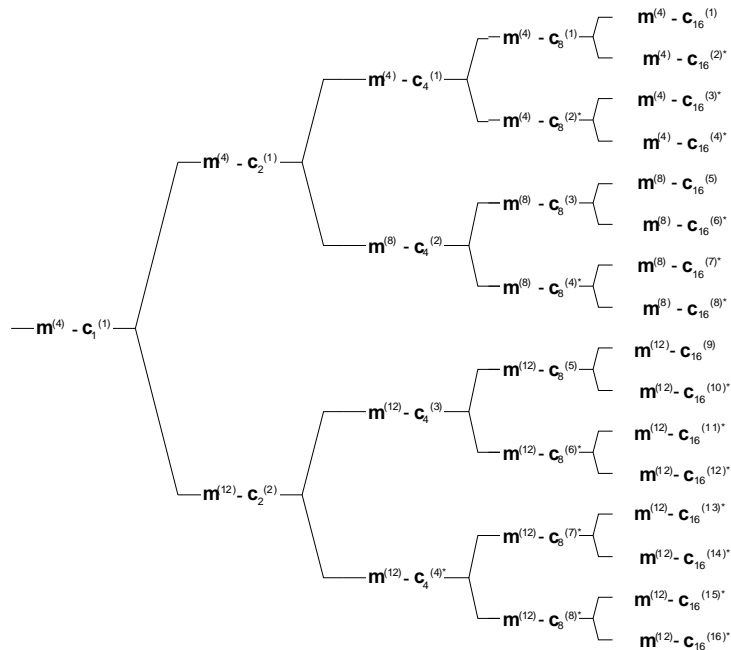 m(4) - c16(1)
m(4) - c8(1)
m(4) - c16(2)*
m(4) - c4(1)
m(4) - c16(3)*
m(4) - c8(2)*
m(4) - c16(4)*
m(4) - c2(1)
m(8) - c16(5)
m(8) - c8(3)
m(8) - c16(6)*
m(8) - c4(2)
m(8) - c16(7)*
m(8) - c8(4)*
m(8) - c16(8)*
m(4) - c1(1)
m(12) - c16(9)
m(12) - c8(5)
m(12)- c16(10)*
m(12) - c4(3)
m(12)- c16(11)*
m(12) - c8(6)*
m(12)- c16(12)*
m(12)- c2(2)
m(12)- c16(13)*
m(12) - c8(7)*
m(12)- c16(14)*
m(12) - c4(4)*
m(12)- c16(15)*
m(12) - c8(8)*
m(12)- c16(16)*